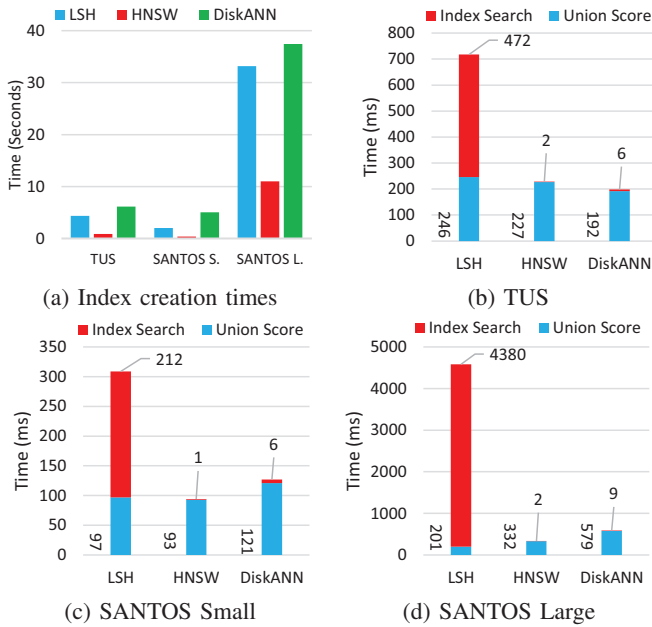 LSH HNSW DiskANN
Time (Seconds)
40
30
20
10
0
TUS SANTOS S. SANTOS L.
(a) Index creation times
Index Search Union Score
Time (ms)
800
700
600
500
400
300
200
100
0
472
2
6
246
227
192
LSH HNSW DiskANN
(b) TUS
Index Search Union Score
Time (ms)
350
300
250
200
150
100
50
0
212
1
6
97
93
121
LSH HNSW DiskANN
(c) SANTOS Small
Index Search Union Score
Time (ms)
5000
4000
3000
2000
1000
0
4380
2
9
201
332
579
LSH HNSW DiskANN
(d) SANTOS Large